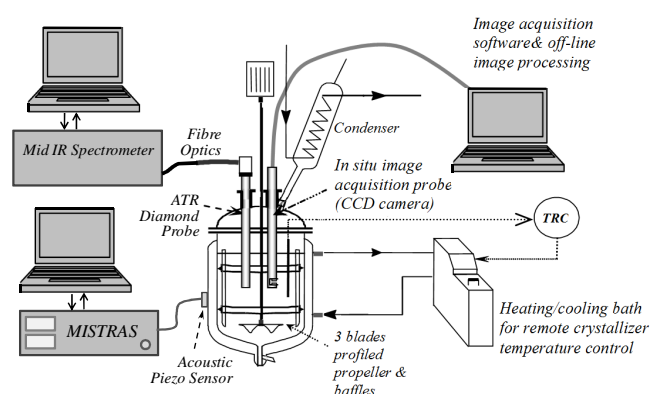 Image acquisition
software& off-line
image processing
Mid IR Spectrometer
Fibre
Optics
Condenser
In situ image
acquisition probe
(CCD camera)
ATR
Diamond
Probe
TRC
MISTRAS
Acoustic
Piezo Sensor
3 blades
profiled
propeller &
baffles
Heating/cooling bath
for remote crystallizer
temperature control